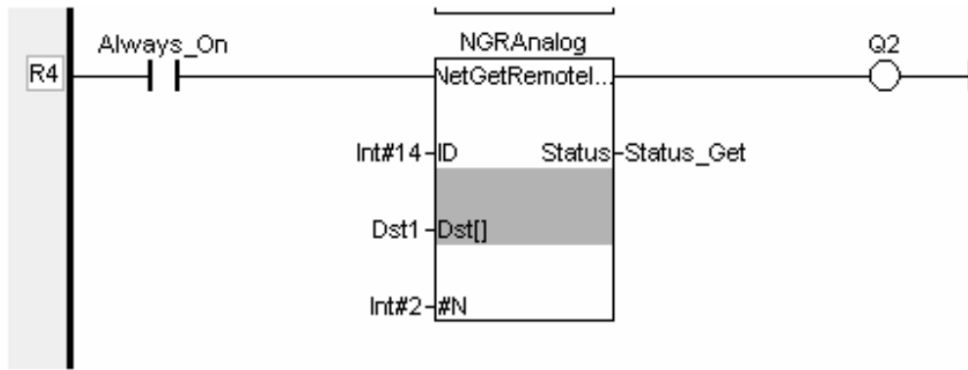 Always_On
NGRAnalog
Q2
R4
NetGetRemoteI...
Int#14
ID
Status
Status_Get
Dst1
Dst[]
Int#2
#N